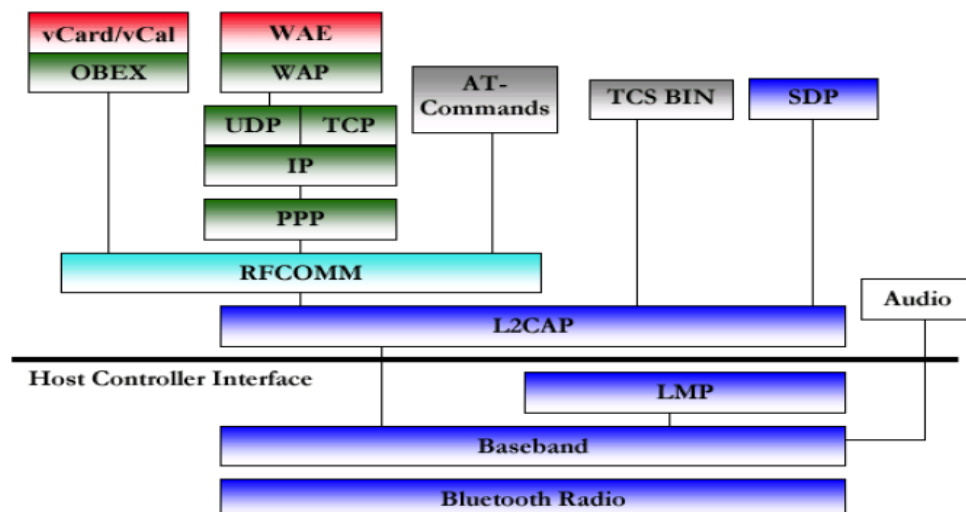 vCard/vCal
OBEX
WAE
WAP
UDP
TCP
IP
PPP
AT-
Commands
TCS BIN
SDP
RFCOMM
L2CAP
Audio
Host Controller Interface
LMP
Baseband
Bluetooth Radio